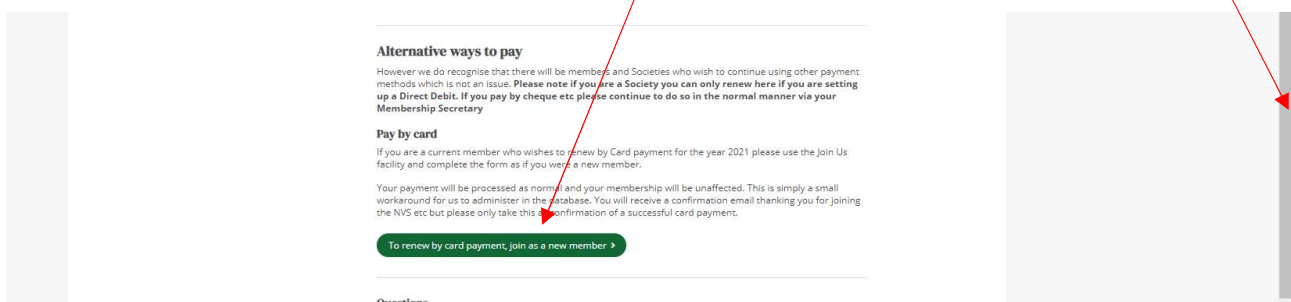 Alternative ways to pay
However we do recognise that there will be members and Societies who wish to continue using other payment
methods which is not an issue. Please note if you are a Society you can only renew here if you are setting
up a Direct Debit. If you pay by cheque etc please continue to do so in the normal manner via your
Membership Secretary
Pay by card
If you are a current member who wishes to renew by Card payment for the year 2021 please use the Join Us
facility and complete the form as if you were a new member.
Your payment will be processed as normal and your membership will be unaffected. This is simply a small
workaround for us to administer in the database. You will receive a confirmation email thanking you for joining
the NVS etc but please only take this as confirmation of a successful card payment.
To renew by card payment, join as a new member >